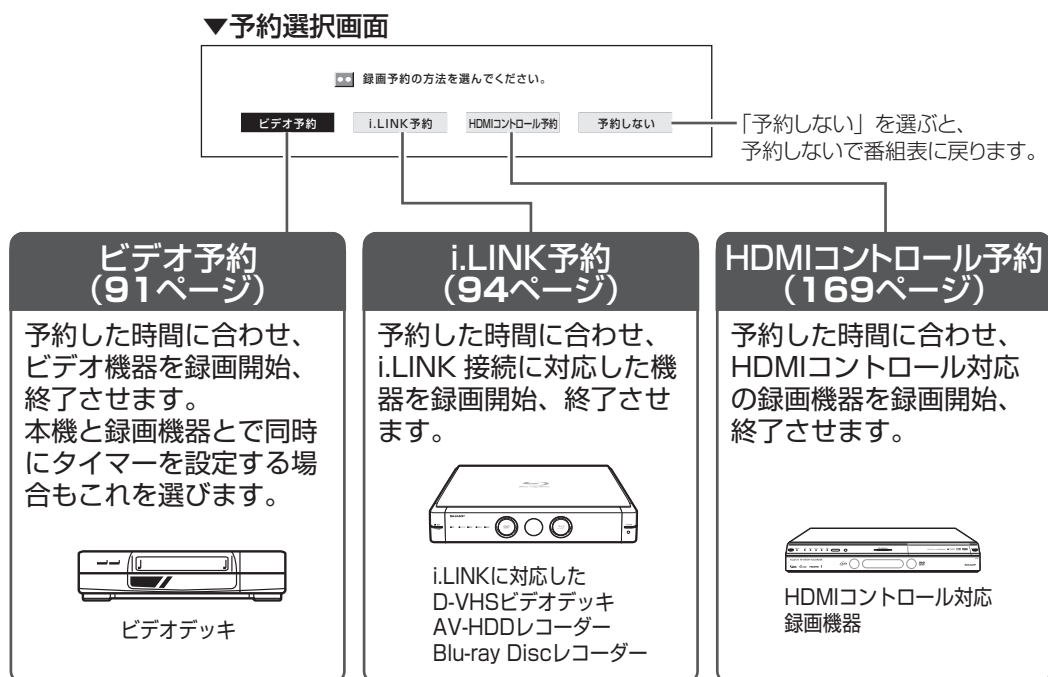 ▼予約選択画面
録画予約の方法を選んでください。
ビデオ予約 i.LINK予約 HDMIコントロール予約 予約しない
「予約しない」を選ぶと、
予約しないで番組表に戻ります。
ビデオ予約
（91ページ）
予約した時間に合わせ、
ビデオ機器を録画開始、
終了させます。
本機と録画機器とで同時
にタイマーを設定する場
合もこれを選びます。
ビデオデッキ
i.LINK予約
（94ページ）
予約した時間に合わせ、
i.LINK 接続に対応した機
器を録画開始、終了させ
ます。
i.LINKに対応した
D-VHSビデオデッキ
AV-HDDレコーダー
Blu-ray Discレコーダー
HDMIコントロール予約
（169ページ）
予約した時間に合わせ、
HDMIコントロール対応
の録画機器を録画開始、
終了させます。
HDMIコントロール対応
録画機器